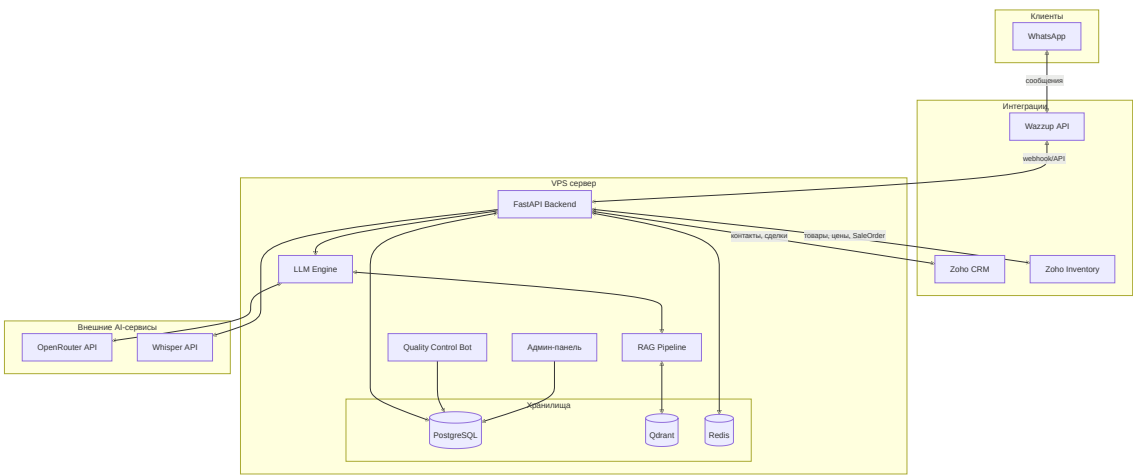 Клиенты
WhatsApp
сообщения
Интеграции
Wazzup API
webhook/API
VPS сервер
FastAPI Backend
контакты, сделки
товары, цены, SaleOrder
LLM Engine
Zoho CRM
Zoho Inventory
Внешние AI-сервисы
OpenRouter API
Whisper API
Quality Control Bot
Админ-панель
RAG Pipeline
Хранилища
PostgreSQL
Qdrant
Redis